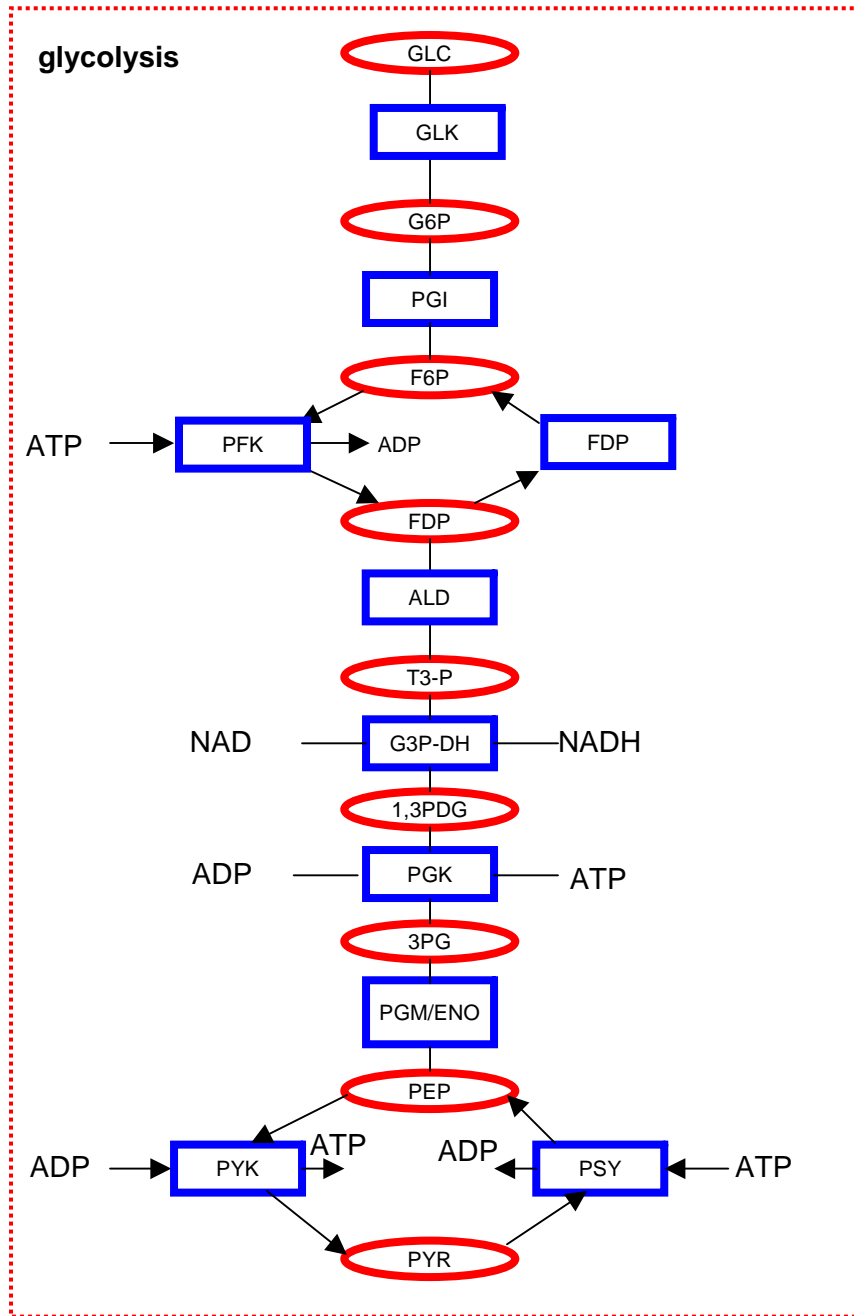 glycolysis
GLC
GLK
G6P
PGI
F6P
ATP
PFK
ADP
FDP
FDP
ALD
T3-P
NAD
G3P-DH
NADH
1,3PDG
ADP
PGK
ATP
3PG
PGM/ENO
PEP
ADP
PYK
ATP
ADP
PSY
ATP
PYR